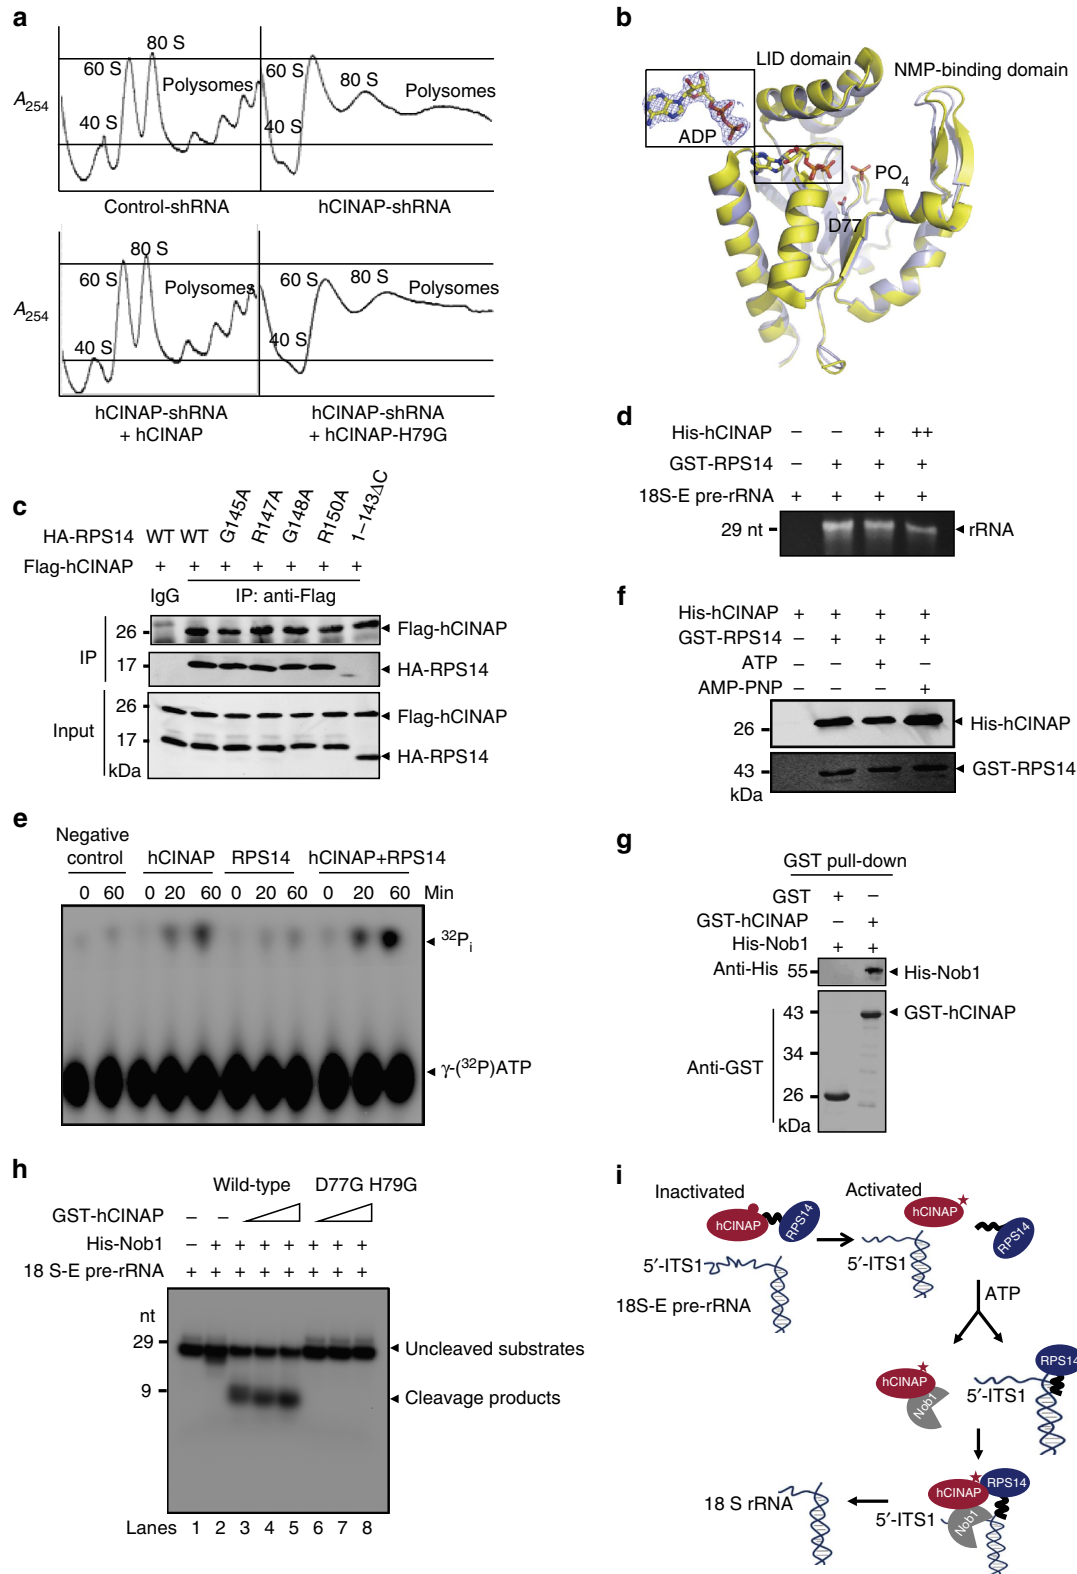 a
A254
40 S
60 S
80 S
Polysomes
40 S
80 S
Polysomes
Control-shRNA
hCINAP-shRNA
A254
40 S
60 S
80 S
Polysomes
40 S
60 S
80 S
Polysomes
hCINAP-shRNA
+ hCINAP
hCINAP-shRNA
+ hCINAP-H79G
b
LID domain
NMP-binding domain
ADP
PO4
D77
c
HA-RPS14 WT WT G145A R147A G148A R150A 1–143ΔC
Flag-hCINAP + + + + + + +
IgG IP: anti-Flag
IP
26
Flag-hCINAP
17
HA-RPS14
Input
26
Flag-hCINAP
17
HA-RPS14
kDa
d
His-hCINAP – – + ++
GST-RPS14 – + + +
18S-E pre-rRNA + + + +
29 nt
rRNA
e
Negative
control
hCINAP RPS14 hCINAP+RPS14
0 60 0 20 60 0 20 60 0 20 60 Min
32Pi
γ-(32P)ATP
f
His-hCINAP + + + +
GST-RPS14 – + + +
ATP – – + –
AMP-PNP – – – +
26
His-hCINAP
43
GST-RPS14
kDa
g
GST pull-down
GST + –
GST-hCINAP – +
His-Nob1 + +
Anti-His 55
His-Nob1
43
GST-hCINAP
34
Anti-GST
26
kDa
h
Wild-type D77G H79G
GST-hCINAP – –
His-Nob1 – + + + + + + +
18 S-E pre-rRNA + + + + + + + +
nt
29
Uncleaved substrates
9
Cleavage products
Lanes 1 2 3 4 5 6 7 8
i
Inactivated
Activated
hCINAP
RPS14
hCINAP
RPS14
5′-ITS1
5′-ITS1
18S-E pre-rRNA
ATP
hCINAP
Nob1
RPS14
5′-ITS1
hCINAP
RPS14
Nob1
5′-ITS1
18 S rRNA